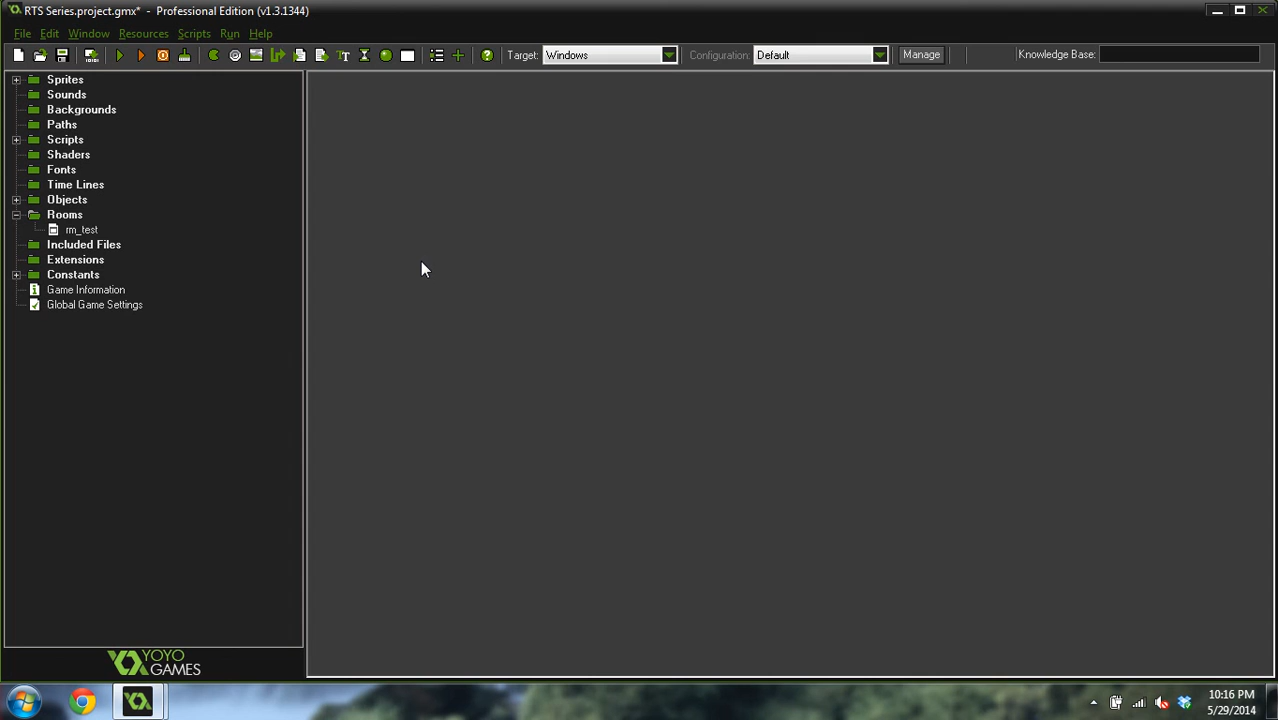 RTS Series.project.gmx* - Professional Edition (v1.3.1344)
File Edit Window Resources Scripts Run Help
Target: Windows Configuration: Default Manage Knowledge Base:
Sprites
Sounds
Backgrounds
Paths
Scripts
Shaders
Fonts
Time Lines
Objects
Rooms
rm_test
Included Files
Extensions
Constants
Game Information
Global Game Settings
YOYO
GAMES
10:16 PM
5/29/2014